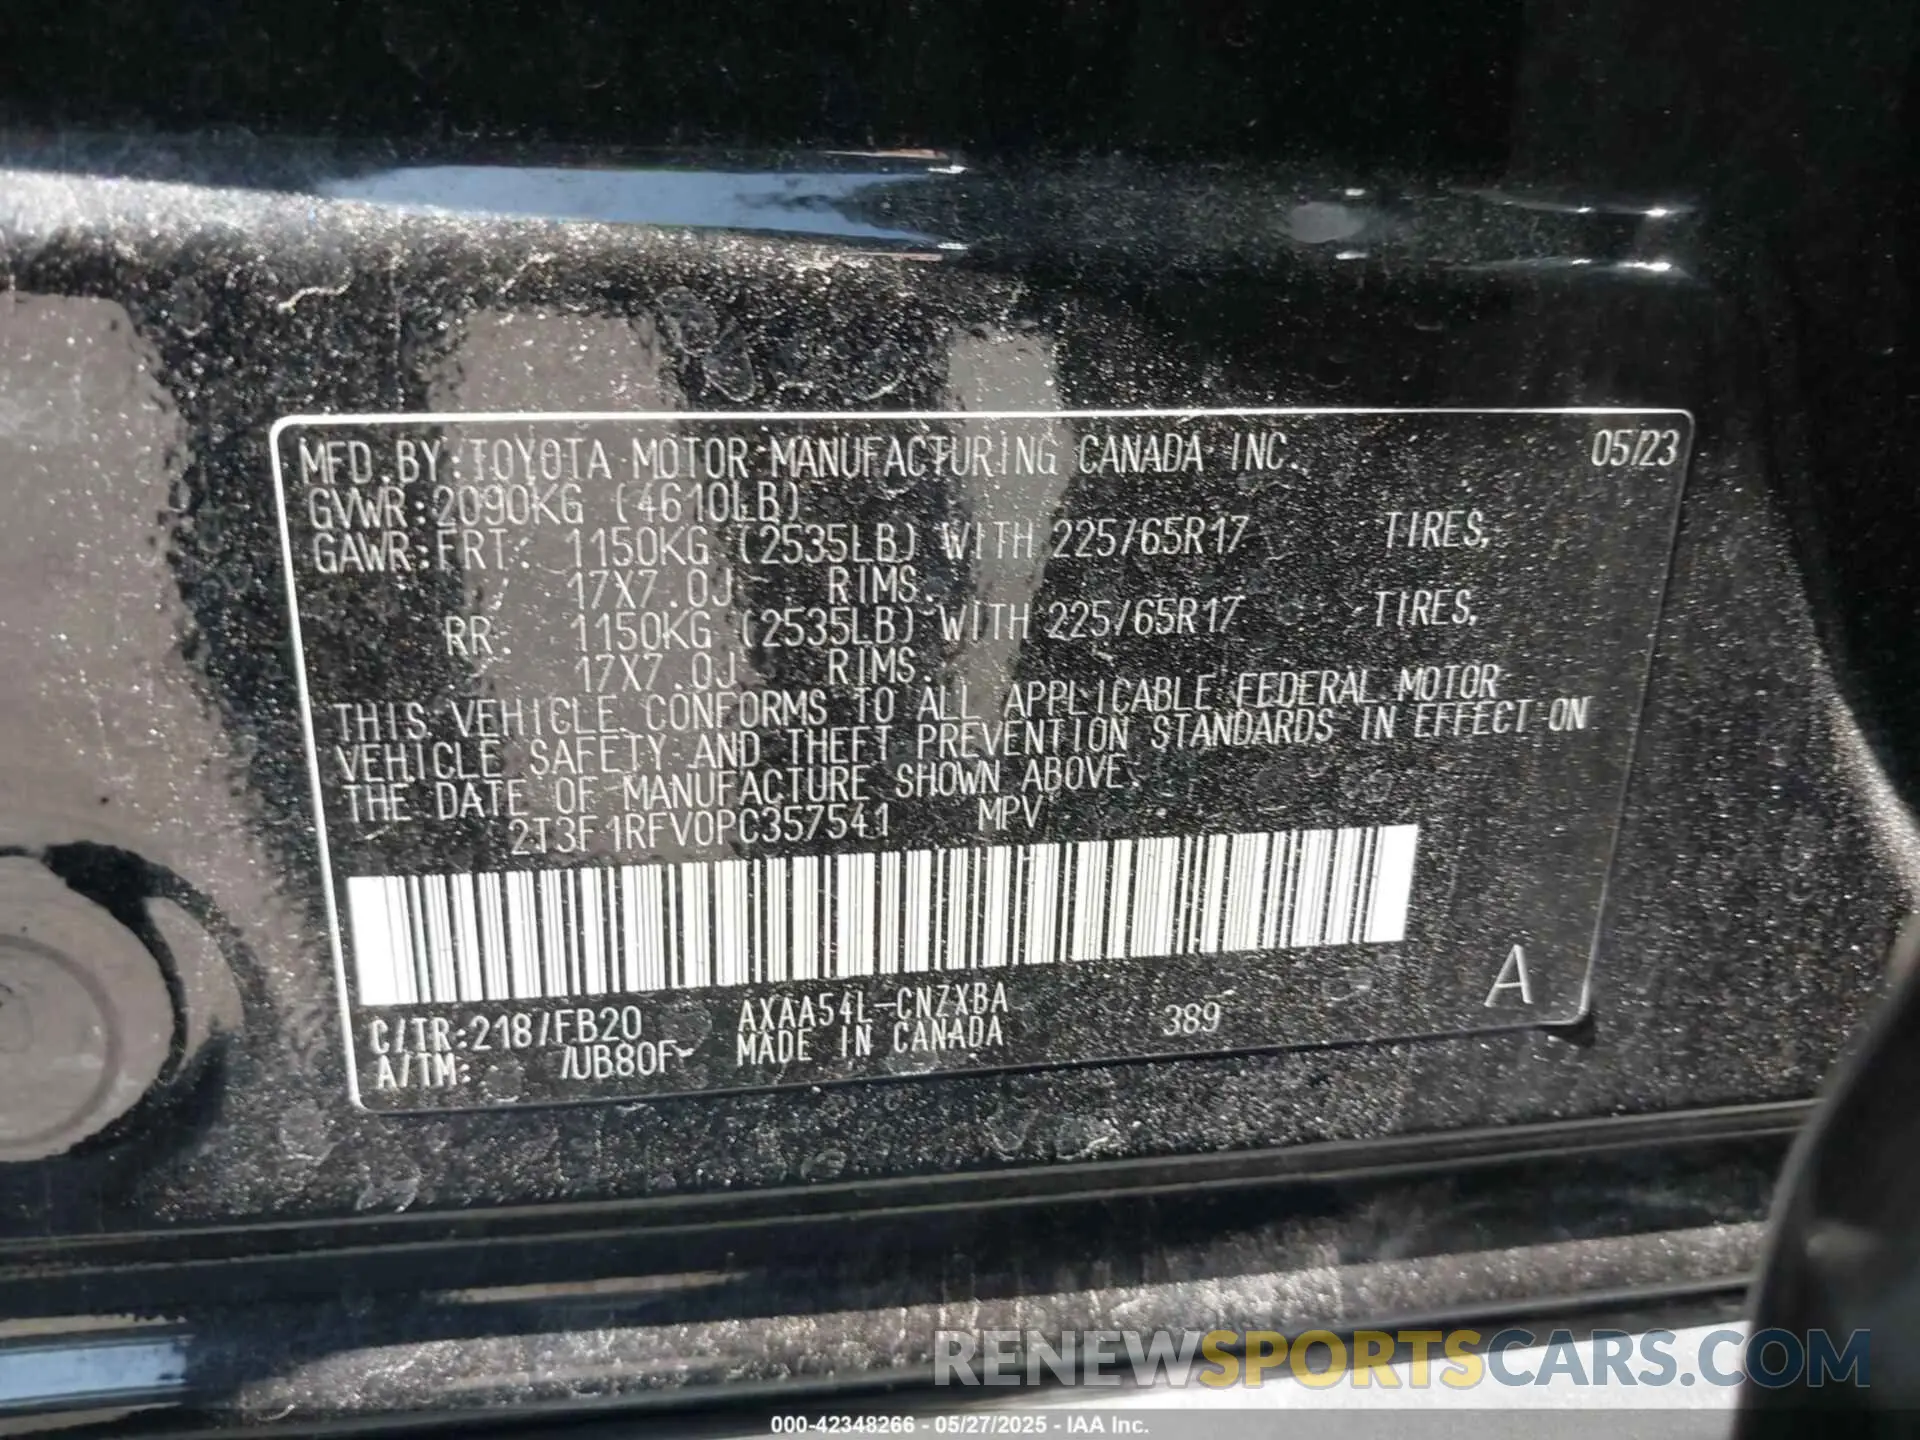 MFD.BY:TOYOTA MOTOR MANUFACTURING CANADA INC. 05/23
GVWR:2090KG (4610LB)
GAWR:FRT: 1150KG (2535LB) WITH 225/65R17 TIRES,
17X7.0J RIMS.
RR: 1150KG (2535LB) WITH 225/65R17 TIRES,
17X7.0J RIMS.
THIS VEHICLE CONFORMS TO ALL APPLICABLE FEDERAL MOTOR
VEHICLE SAFETY AND THEFT PREVENTION STANDARDS IN EFFECT ON
THE DATE OF MANUFACTURE SHOWN ABOVE.
2T3F1RFV0PC357541 MPV
C/TR:218/FB20 AXAA54L-CNZXBA 389 A
A/TM: /UB80F MADE IN CANADA
RENEWSPORTSCARS.COM
000-42348266 - 05/27/2025 - IAA Inc.